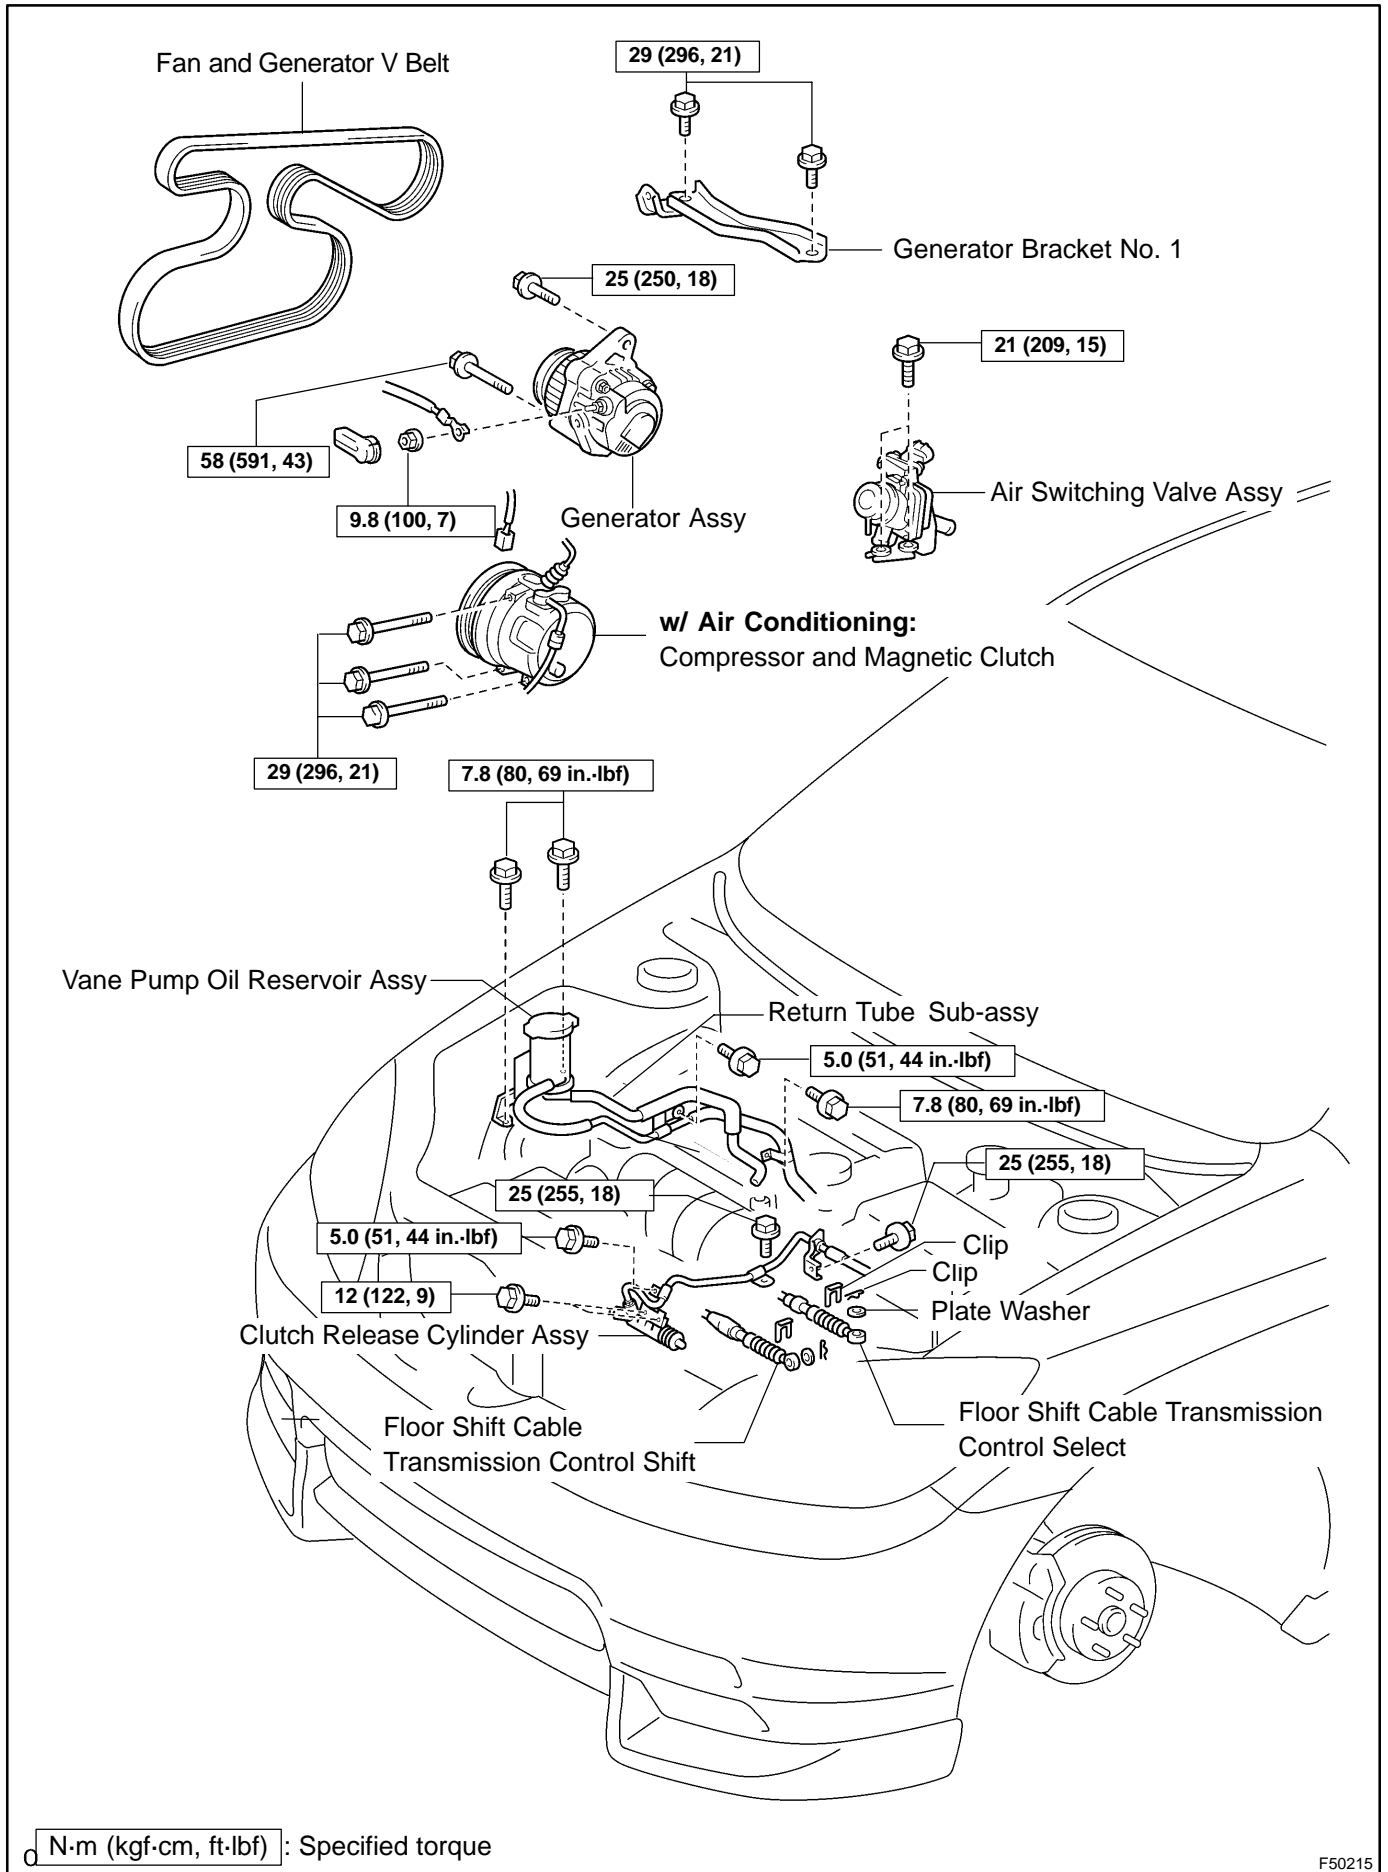 Fan and Generator V Belt
29 (296, 21)
Generator Bracket No. 1
25 (250, 18)
21 (209, 15)
58 (591, 43)
9.8 (100, 7)
Generator Assy
Air Switching Valve Assy
w/ Air Conditioning:
Compressor and Magnetic Clutch
29 (296, 21)
7.8 (80, 69 in.·lbf)
Vane Pump Oil Reservoir Assy
Return Tube Sub-assy
5.0 (51, 44 in.·lbf)
7.8 (80, 69 in.·lbf)
25 (255, 18)
25 (255, 18)
5.0 (51, 44 in.·lbf)
Clip
Clip
12 (122, 9)
Plate Washer
Clutch Release Cylinder Assy
Floor Shift Cable
Transmission Control Shift
Floor Shift Cable Transmission
Control Select
N·m (kgf·cm, ft·lbf) : Specified torque
F50215